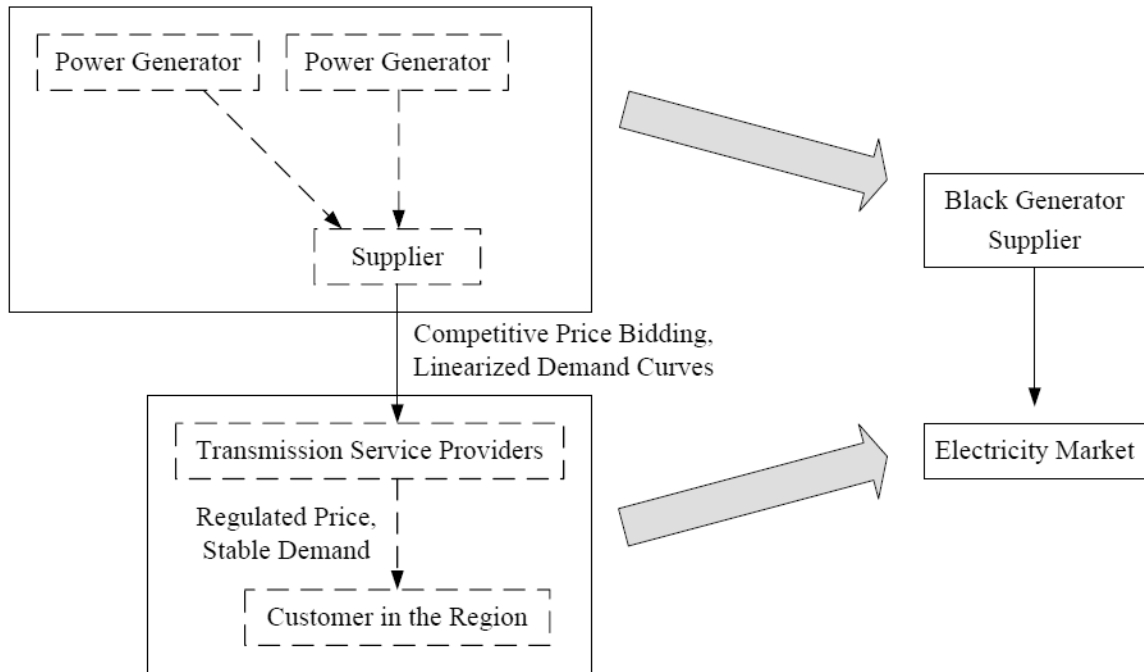 Power Generator
Power Generator
Supplier
Competitive Price Bidding,
Linearized Demand Curves
Transmission Service Providers
Regulated Price,
Stable Demand
Customer in the Region
Black Generator
Supplier
Electricity Market